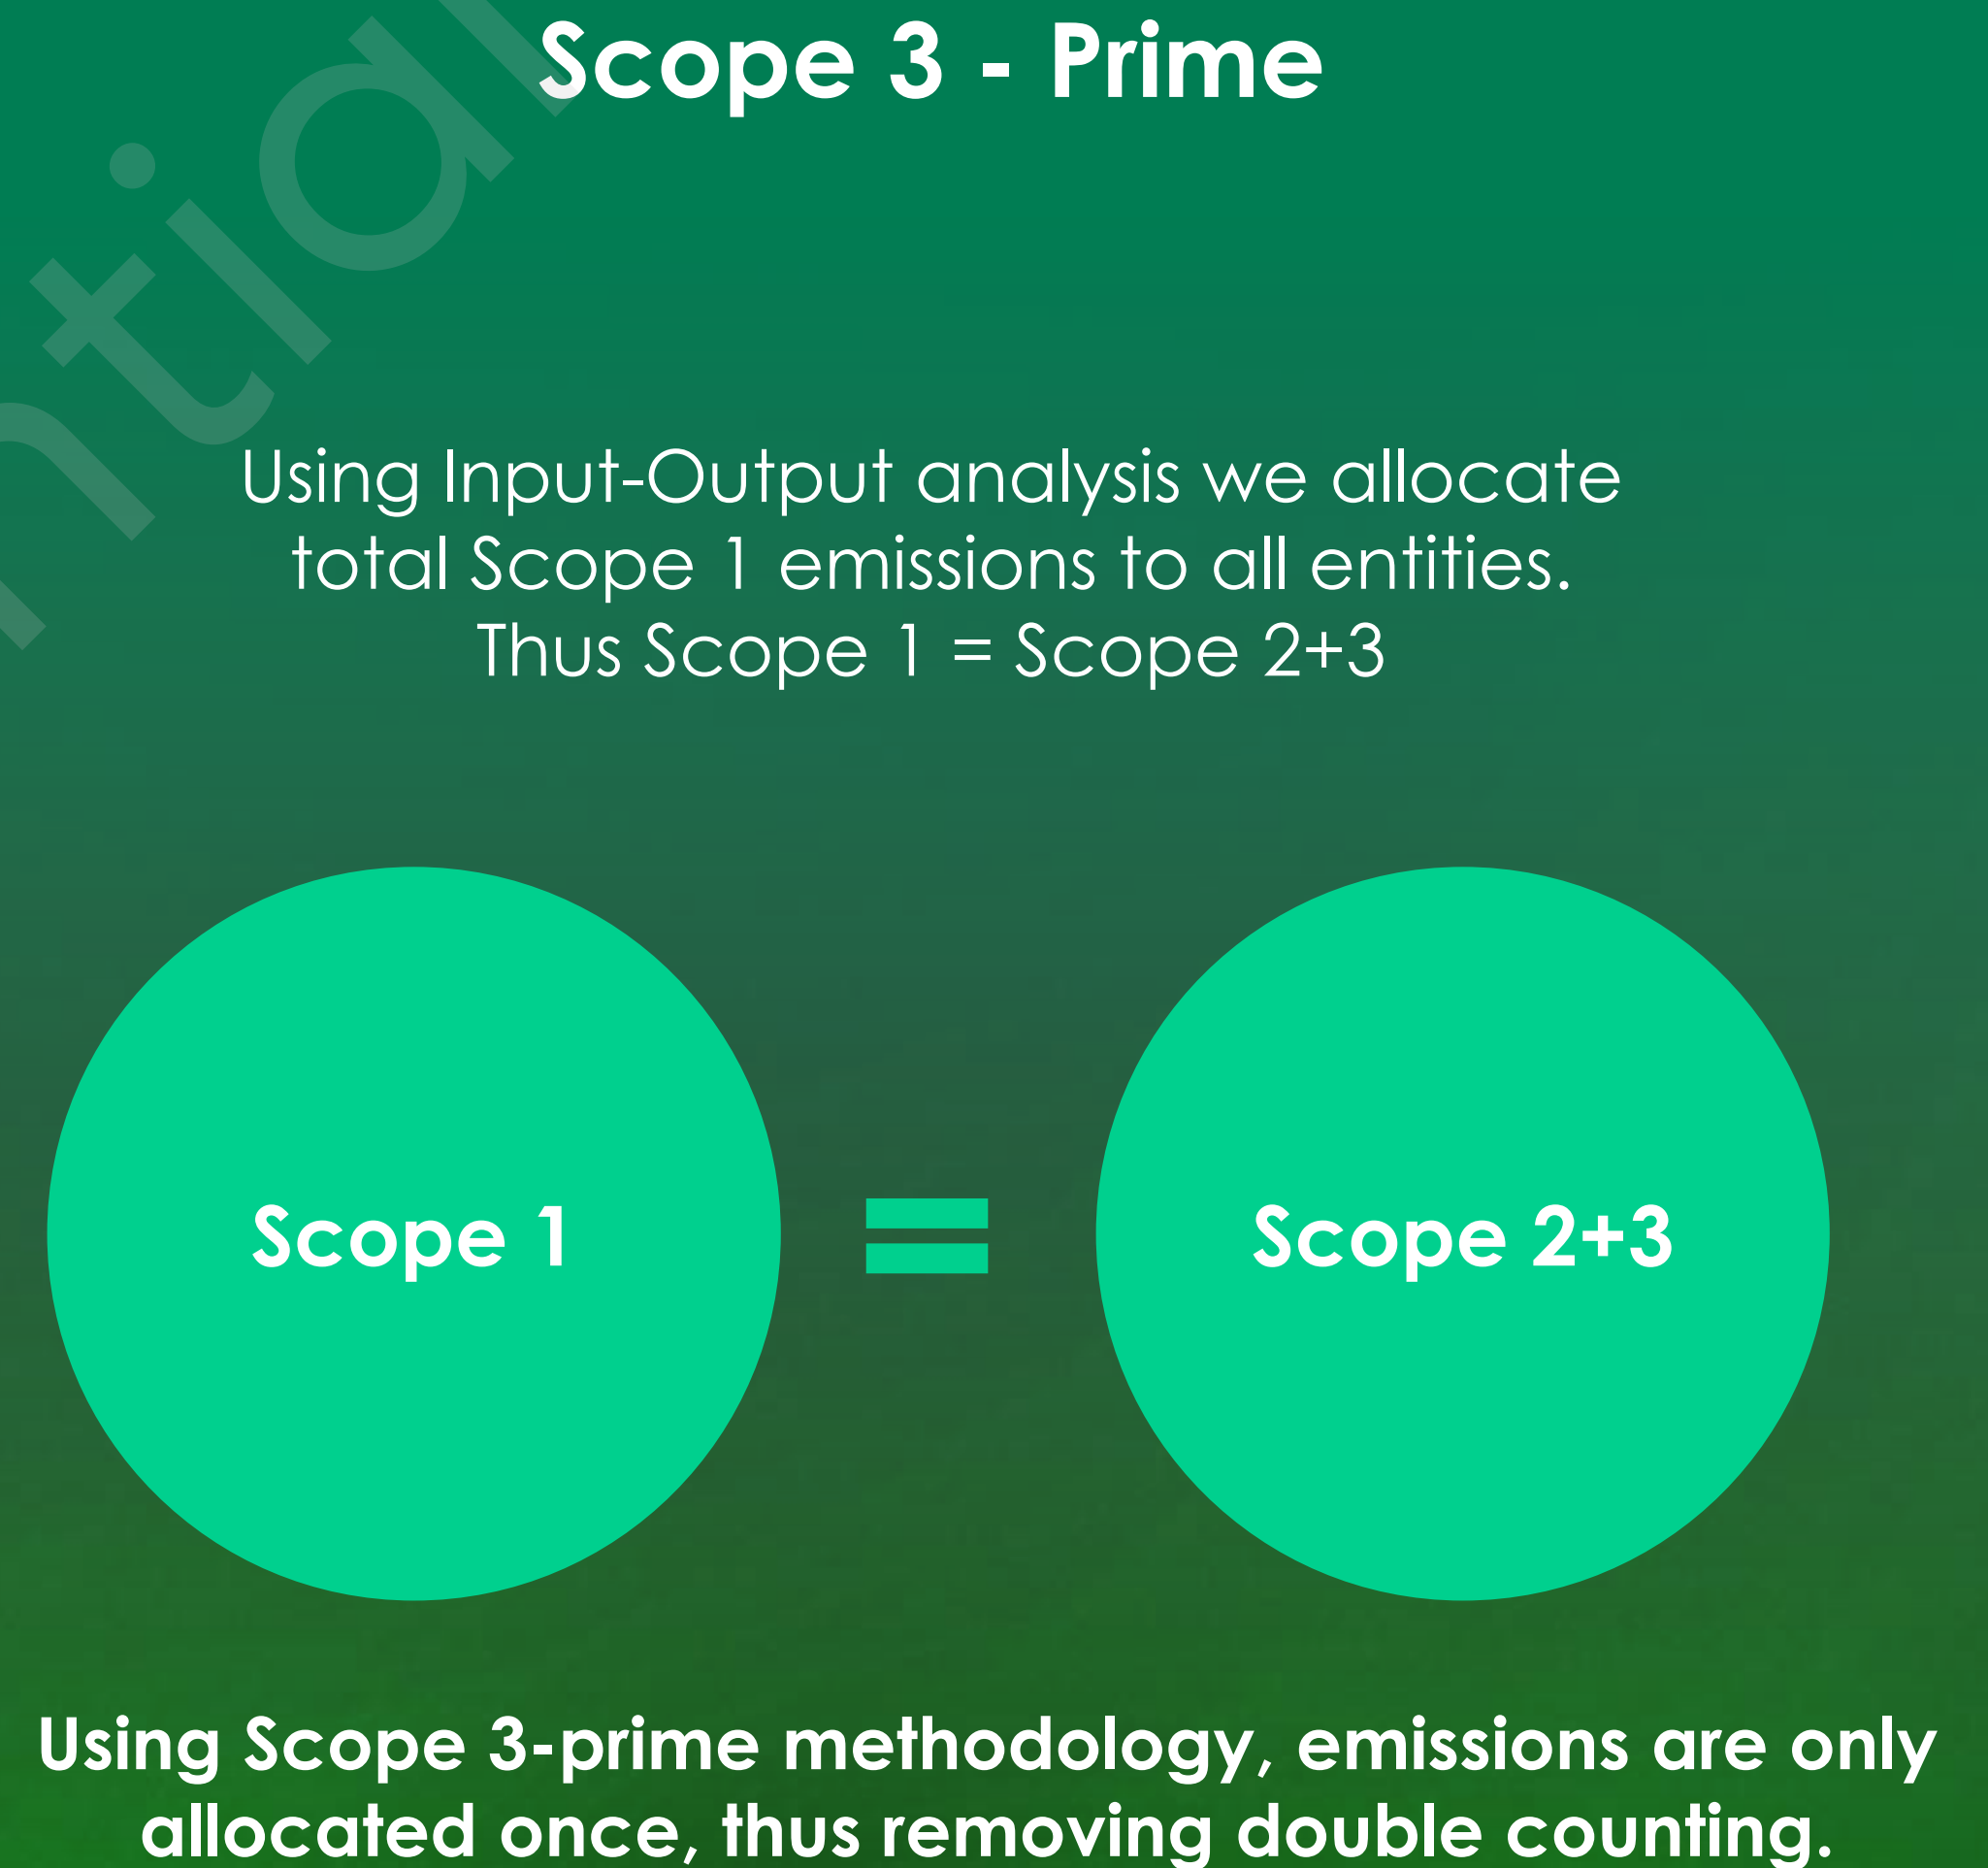 Scope 3 - Prime
Using Input-Output analysis we allocate
total Scope 1 emissions to all entities.
Thus Scope 1 = Scope 2+3
Scope 1
=
Scope 2+3
Using Scope 3-prime methodology, emissions are only
allocated once, thus removing double counting.